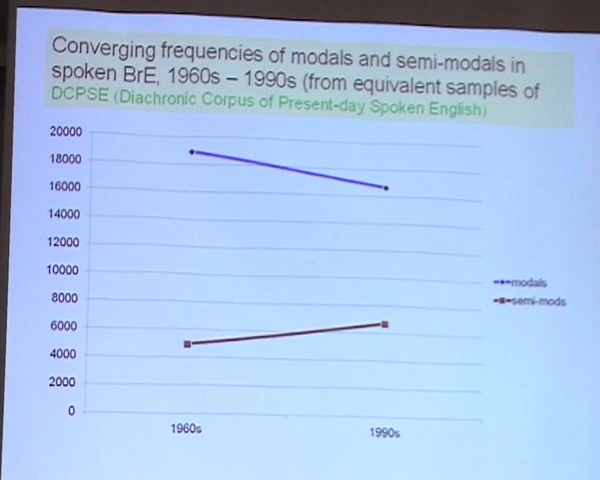 Converging frequencies of modals and semi-modals in
spoken BrE, 1960s – 1990s (from equivalent samples of
DCPSE (Diachronic Corpus of Present-day Spoken English)
20000
18000
16000
14000
12000
10000
8000
6000
4000
2000
0
1960s
1990s
modals
semi-mods